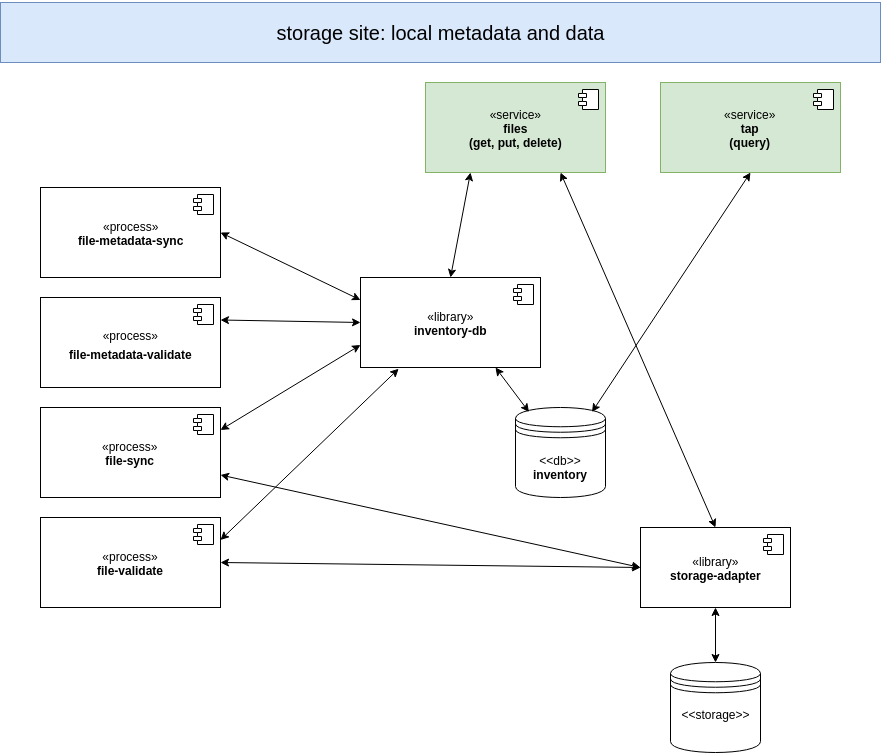 storage site: local metadata and data
«service»
files
(get, put, delete)
«service»
tap
(query)
«process»
file-metadata-sync
«process»
file-metadata-validate
«library»
inventory-db
«process»
file-sync
<<db>>
inventory
«process»
file-validate
«library»
storage-adapter
<<storage>>